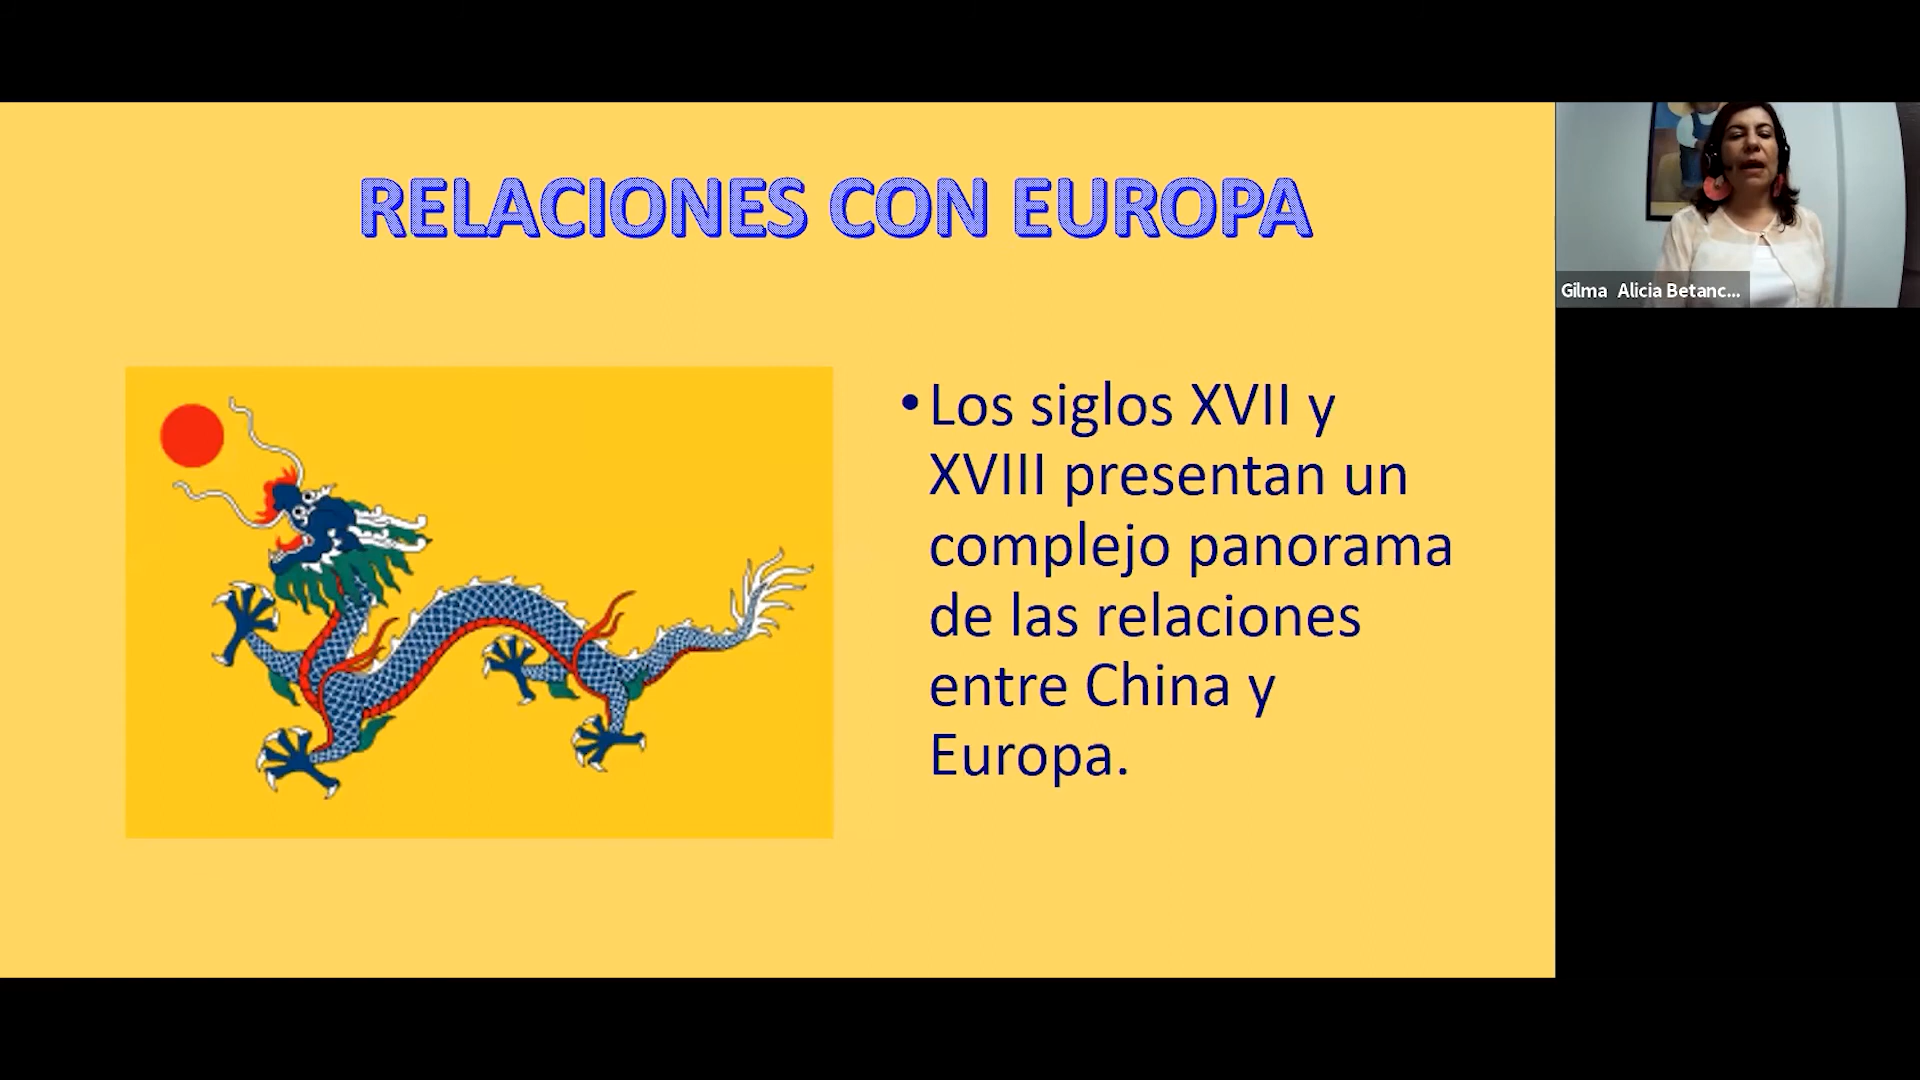 RELACIONES CON EUROPA
• Los siglos XVII y
XVIII presentan un
complejo panorama
de las relaciones
entre China y
Europa.
Gilma Alicia Betanc...